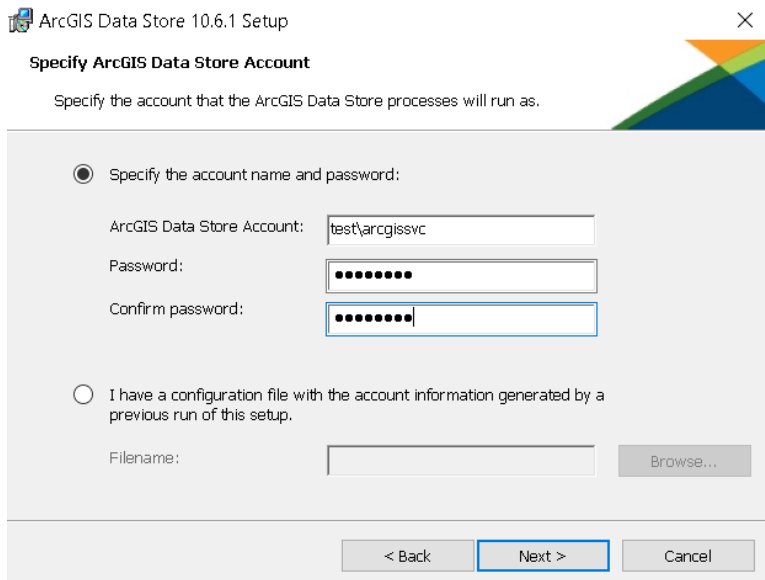 ArcGIS Data Store 10.6.1 Setup
Specify ArcGIS Data Store Account
Specify the account that the ArcGIS Data Store processes will run as.
Specify the account name and password:
ArcGIS Data Store Account: test\arcgissvc
Password: ●●●●●●●●
Confirm password: ●●●●●●●●
I have a configuration file with the account information generated by a
previous run of this setup.
Filename: Browse...
< Back Next > Cancel